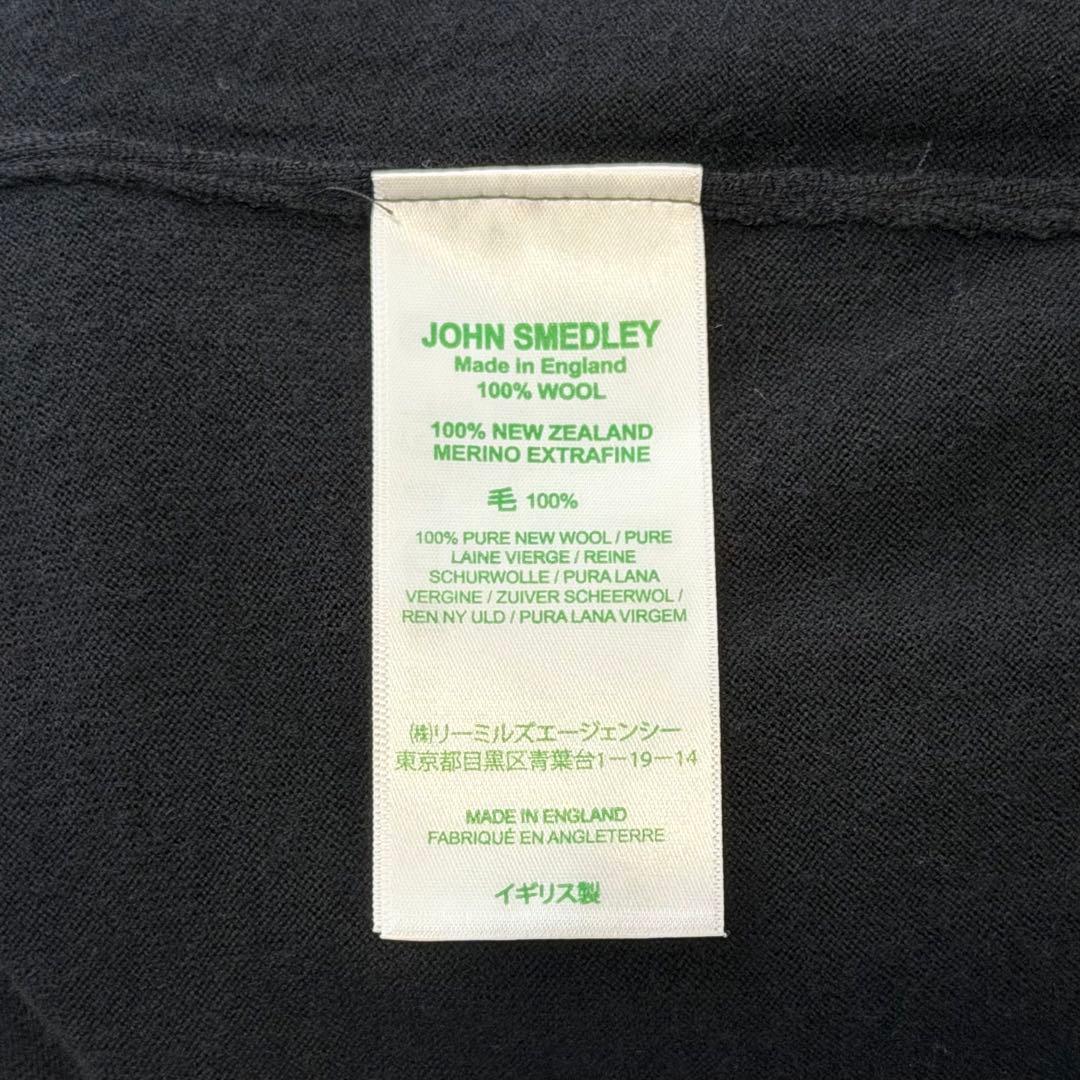 JOHN SMEDLEY
Made in England
100% WOOL
100% NEW ZEALAND
MERINO EXTRAFINE
毛 100%
100% PURE NEW WOOL / PURE
LAINE VIERGE / REINE
SCHURWOLLE / PURA LANA
VERGINE / ZUIVER SCHEERWOL /
REN NY ULD / PURA LANA VIRGEM
㈱リーミルズエージェンシー
東京都目黒区青葉台1−19−14
MADE IN ENGLAND
FABRIQUÉ EN ANGLETERRE
イギリス製